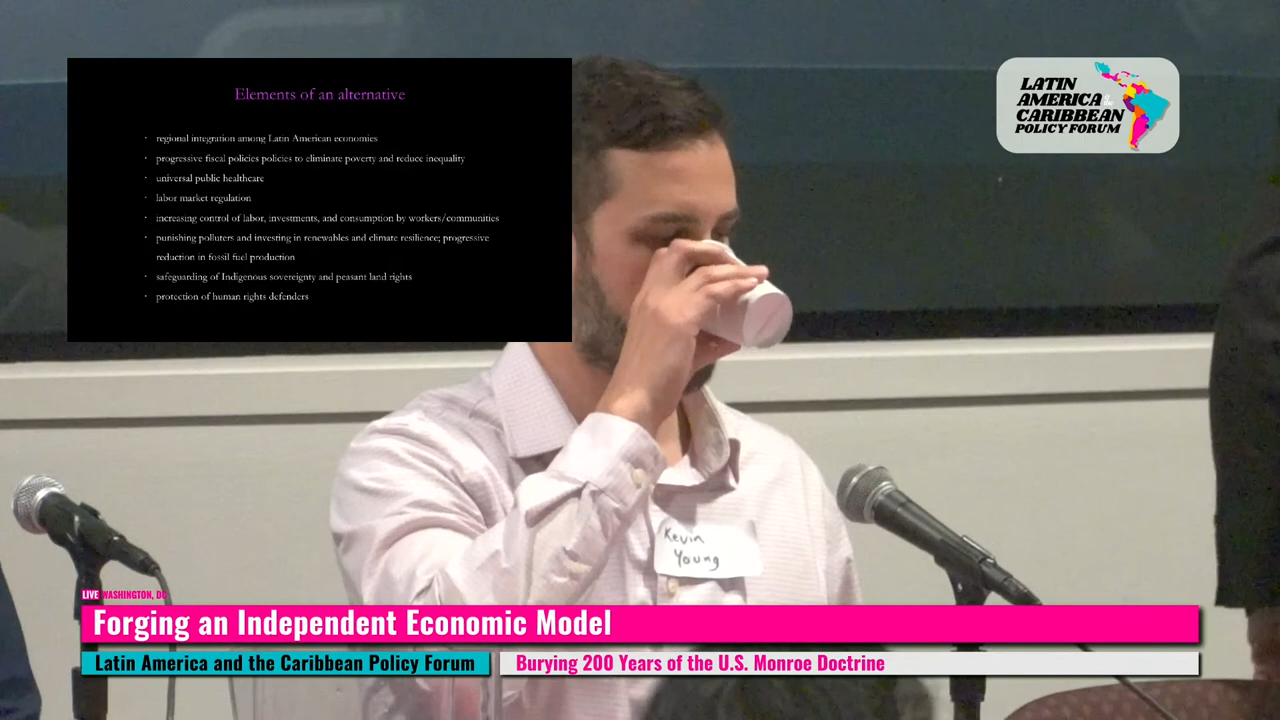 Elements of an alternative
· regional integration among Latin American economies
· progressive fiscal policies policies to eliminate poverty and reduce inequality
· universal public healthcare
· labor market regulation
· increasing control of labor, investments, and consumption by workers/communities
· punishing polluters and investing in renewables and climate resilience; progressive
reduction in fossil fuel production
· safeguarding of Indigenous sovereignty and peasant land rights
· protection of human rights defenders
LATIN
AMERICA & the
CARIBBEAN
POLICY FORUM
Kevin
Young
LIVE WASHINGTON, DC
Forging an Independent Economic Model
Latin America and the Caribbean Policy Forum
Burying 200 Years of the U.S. Monroe Doctrine